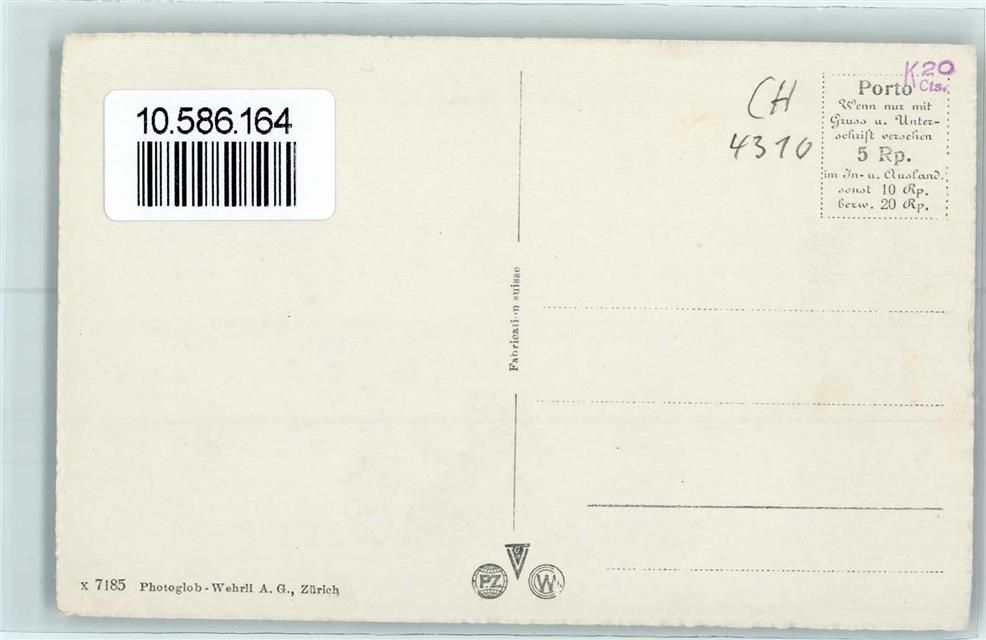 10.586.164
CH
4310
K 20
Cts.
Porto
Wenn nur mit
Gruss u. Unter-
schrift versehen
5 Rp.
im In- u. Ausland,
sonst 10 Rp.
bezw. 20 Rp.
Fabrication suisse
x 7185 Photoglob-Wehrli A. G., Zürich
PZ
W